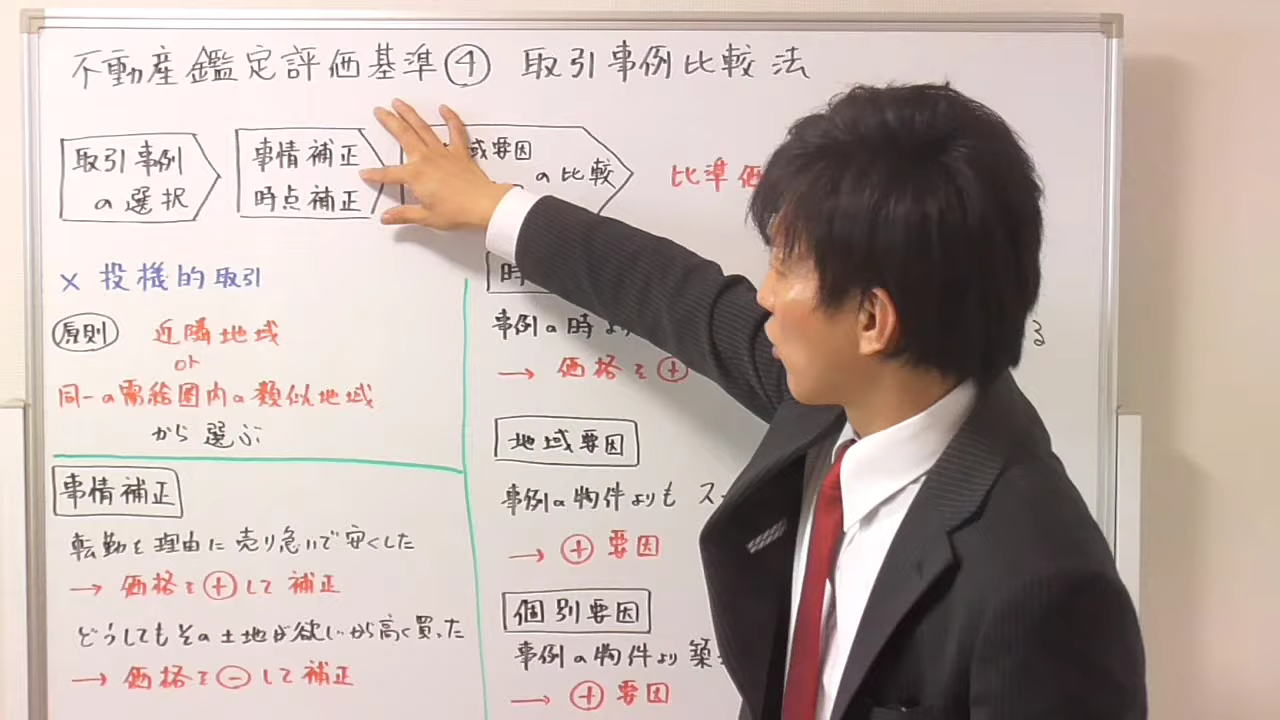 不動産鑑定評価基準④ 取引事例比較法
取引事例
の選択
事情補正
時点補正
域要因
の比較
比準価
× 投機的取引
原則 近隣地域
or
同一の需給圏内の類似地域
から選ぶ
事情補正
転勤を理由に売り急いで安くした
→ 価格を⊕して補正
どうしてもその土地が欲しいから高く買った
→ 価格を⊖して補正
時
事例の時より
る
→ 価格を⊕
地域要因
事例の物件よりも ス
→ ⊕要因
個別要因
事例の物件より築
→ ⊕要因